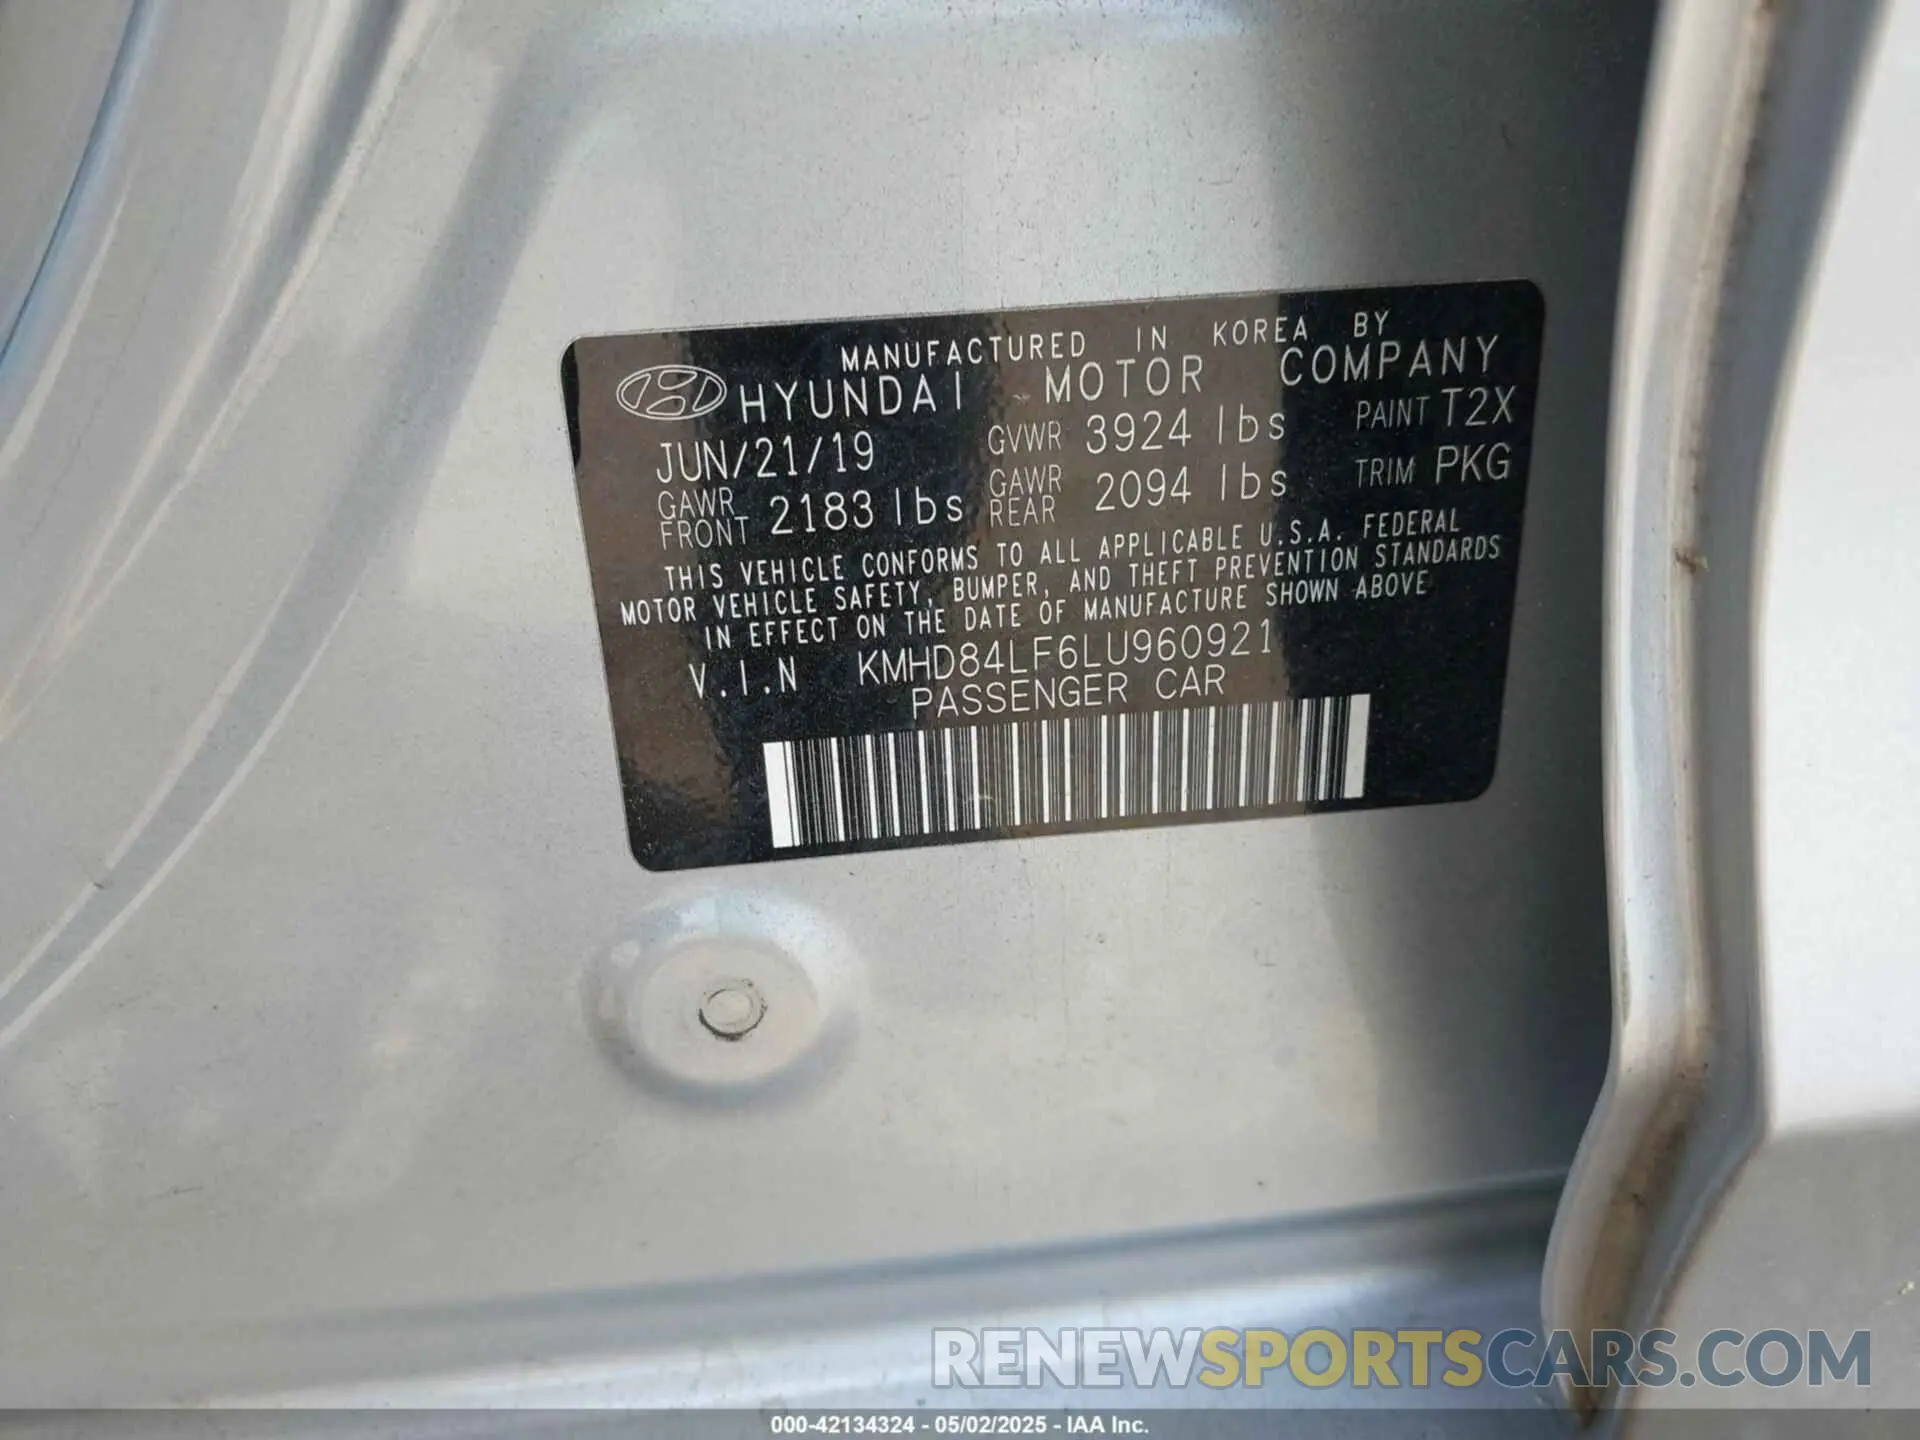 MANUFACTURED IN KOREA BY
HYUNDAI MOTOR COMPANY
JUN/21/19 GVWR 3924 lbs PAINT T2X
GAWR FRONT 2183 lbs GAWR REAR 2094 lbs TRIM PKG
THIS VEHICLE CONFORMS TO ALL APPLICABLE U.S.A. FEDERAL
MOTOR VEHICLE SAFETY, BUMPER, AND THEFT PREVENTION STANDARDS
IN EFFECT ON THE DATE OF MANUFACTURE SHOWN ABOVE
V.I.N KMHD84LF6LU960921
PASSENGER CAR
RENEWSPORTSCARS.COM
000-42134324 - 05/02/2025 - IAA Inc.